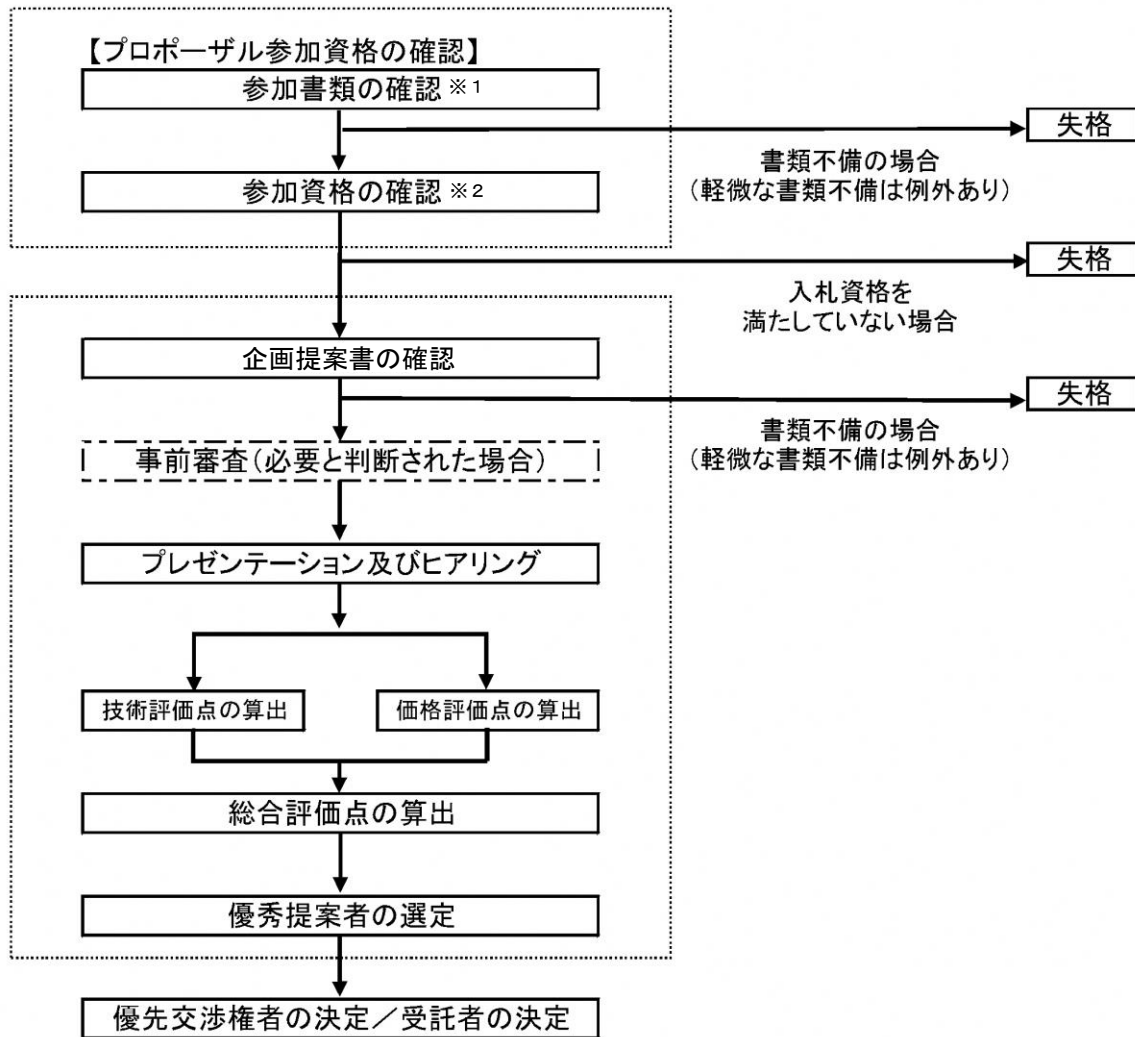 【プロポーザル参加資格の確認】
参加書類の確認※1
失格
書類不備の場合
（軽微な書類不備は例外あり）
参加資格の確認※2
失格
入札資格を
満たしていない場合
企画提案書の確認
失格
書類不備の場合
（軽微な書類不備は例外あり）
事前審査（必要と判断された場合）
プレゼンテーション及びヒアリング
技術評価点の算出
価格評価点の算出
総合評価点の算出
優秀提案者の選定
優先交渉権者の決定／受託者の決定